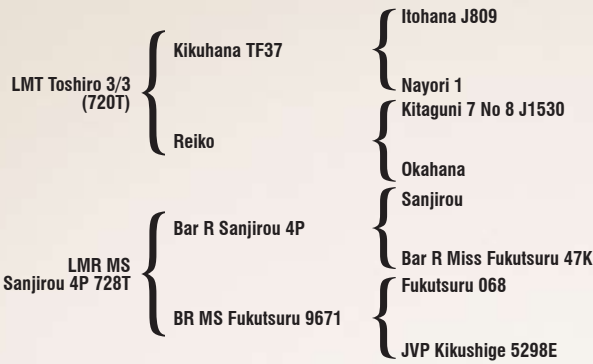 Itohana J809
Kikuhana TF37
Nayori 1
LMT Toshiro 3/3
(720T)
Kitaguni 7 No 8 J1530
Reiko
Okahana
Sanjirou
Bar R Sanjirou 4P
Bar R Miss Fukutsuru 47K
LMR MS
Sanjirou 4P 728T
Fukutsuru 068
BR MS Fukutsuru 9671
JVP Kikushige 5298E